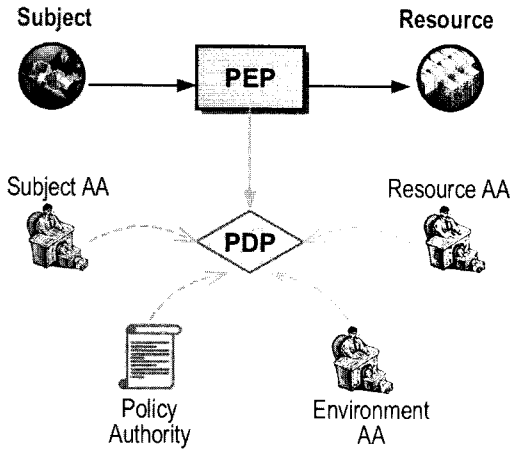 Subject
Resource
PEP
Subject AA
Resource AA
PDP
Policy
Authority
Environment
AA